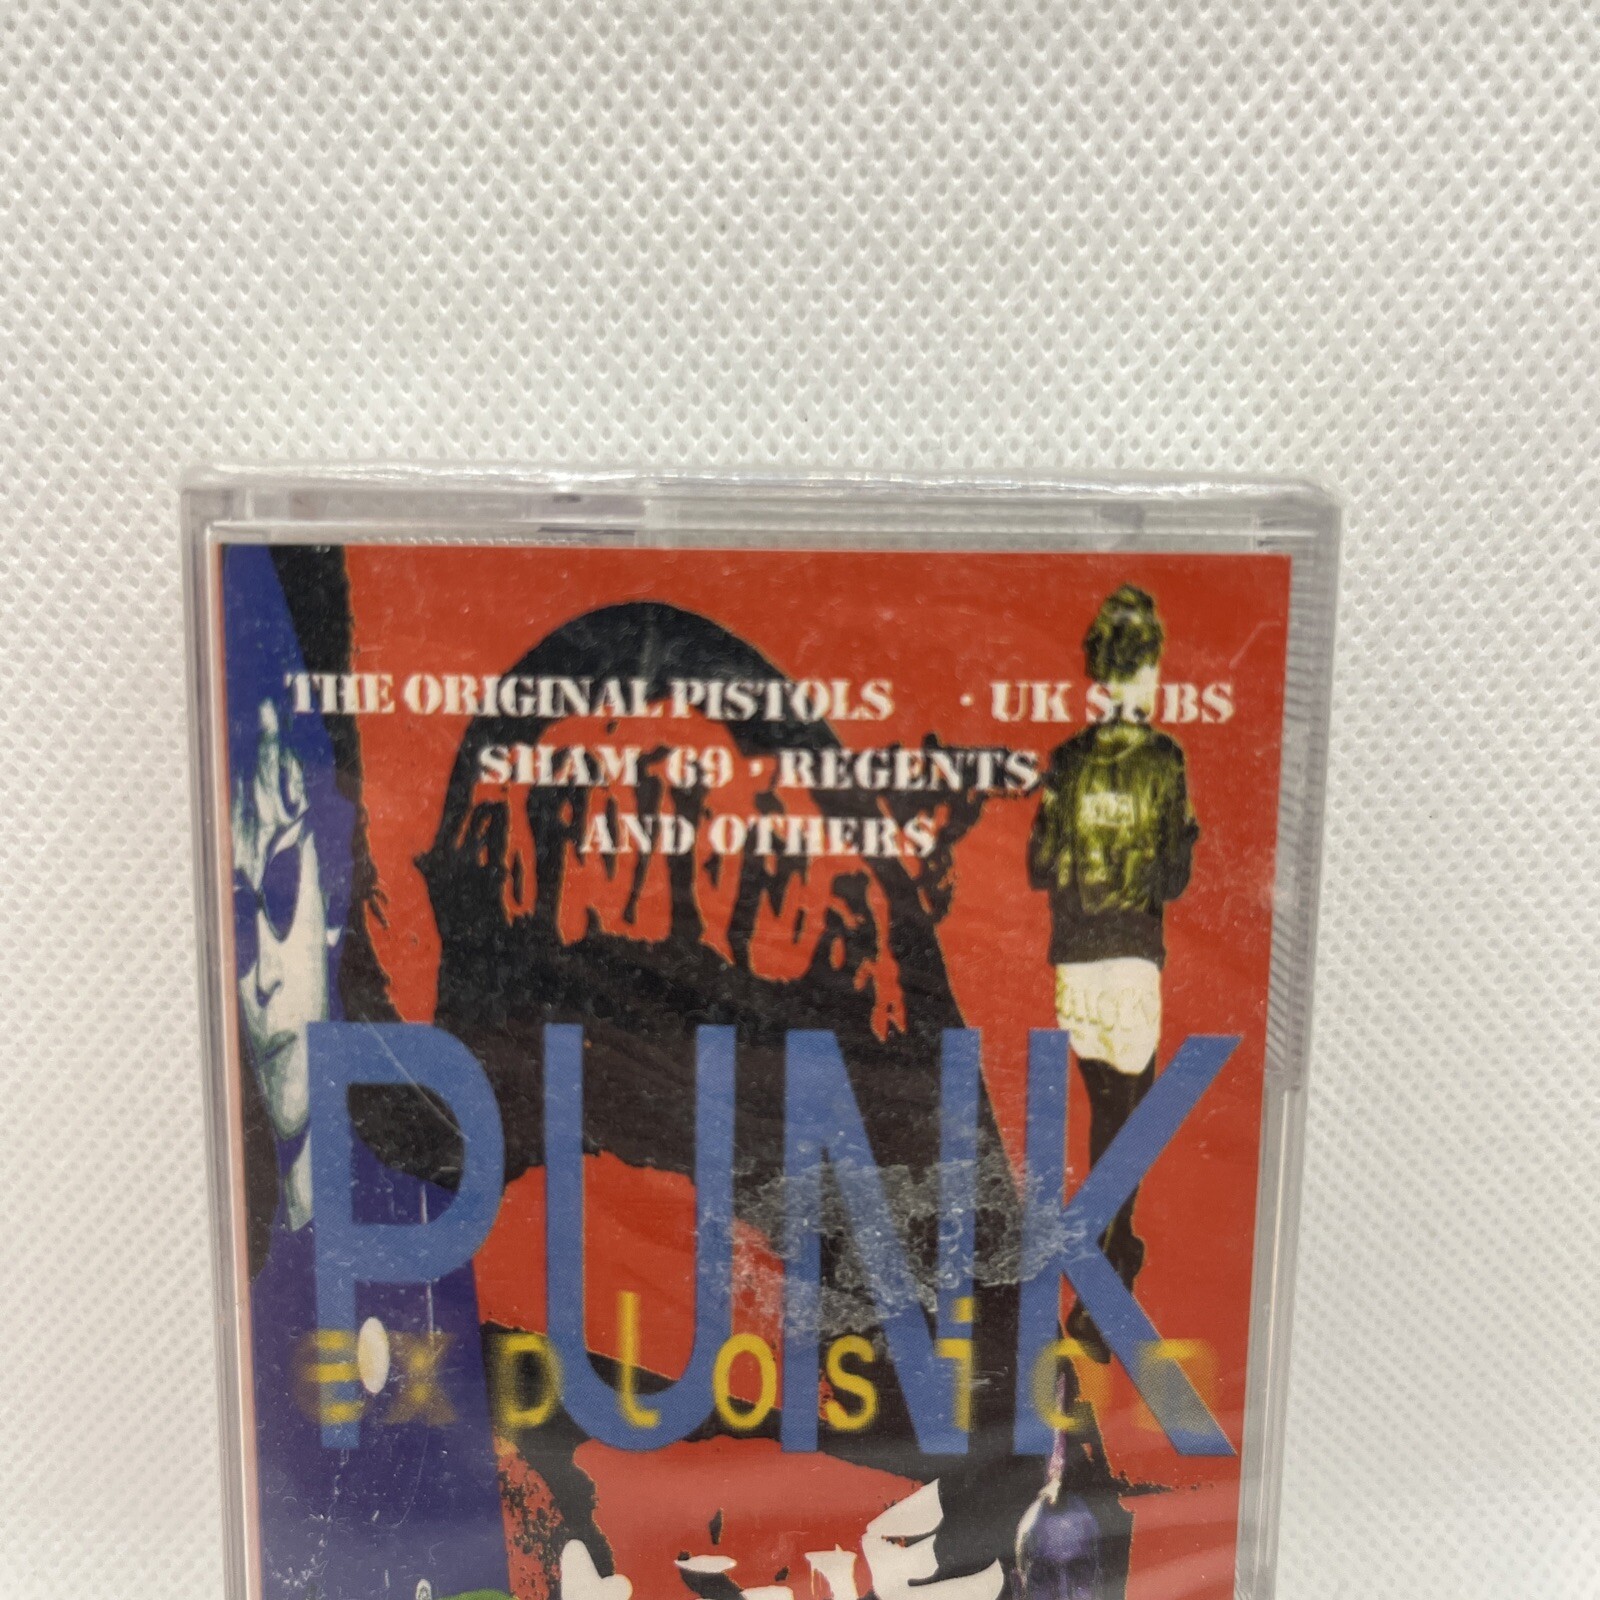 THE ORIGINAL PISTOLS · UK SUBS
SHAM 69 · REGENTS
AND OTHERS
PUNK
explosion